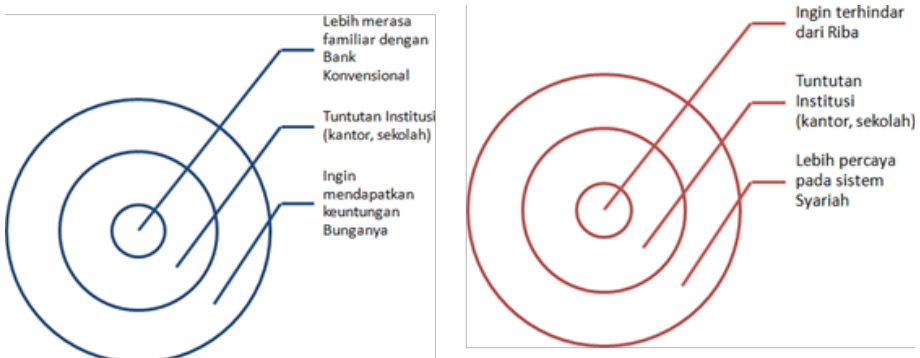 Lebih merasa
familiar dengan
Bank
Konvensional
Tuntutan Institusi
(kantor, sekolah)
Ingin
mendapatkan
keuntungan
Bunganya
Ingin terhindar
dari Riba
Tuntutan
Institusi
(kantor, sekolah)
Lebih percaya
pada sistem
Syariah